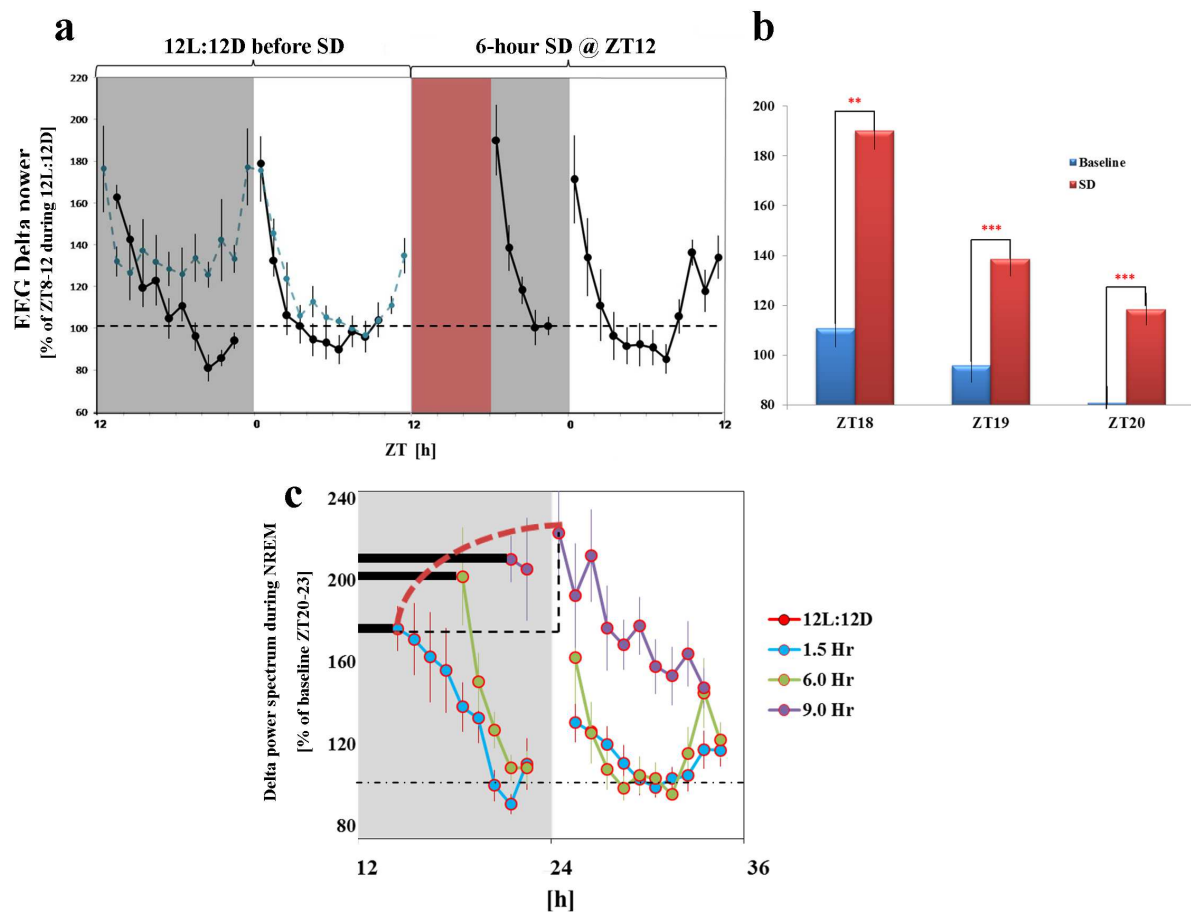 a
12L:12D before SD
6-hour SD @ ZT12
EEG Delta power
[% of ZT8-12 during 12L:12D]
220
200
180
160
140
120
100
80
60
12
0
12
0
12
ZT [h]
b
200
180
160
140
120
100
80
**
***
***
Baseline
SD
ZT18
ZT19
ZT20
c
Delta power spectrum during NREM
[% of baseline ZT20-23]
240
200
160
120
80
12
24
36
[h]
12L:12D
1.5 Hr
6.0 Hr
9.0 Hr